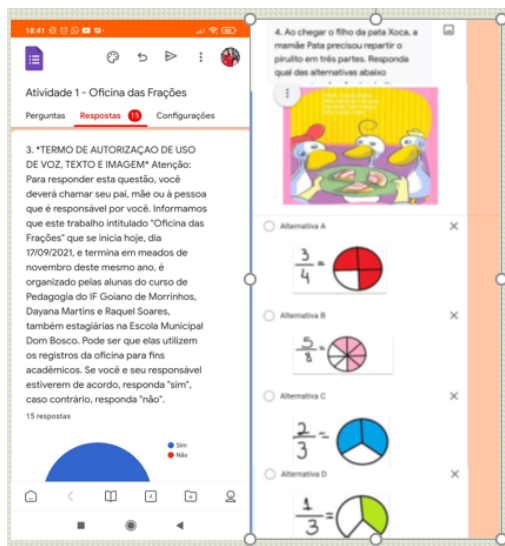 18:41
Atividade 1 - Oficina das Frações
Perguntas Respostas 15 Configurações
3. *TERMO DE AUTORIZAÇAO DE USO
DE VOZ, TEXTO E IMAGEM* Atenção:
Para responder esta questão, você
deverá chamar seu pai, mãe ou à pessoa
que é responsável por você. Informamos
que este trabalho intitulado "Oficina das
Frações" que se inicia hoje, dia
17/09/2021, e termina em meados de
novembro deste mesmo ano, é
organizado pelas alunas do curso de
Pedagogia do IF Goiano de Morrinhos,
Dayana Martins e Raquel Soares,
também estagiárias na Escola Municipal
Dom Bosco. Pode ser que elas utilizem
os registros da oficina para fins
acadêmicos. Se você e seu responsável
estiverem de acordo, responda "sim",
caso contrário, responda "não".
15 respostas
Sim
Não
4. Ao chegar o filho da pata Xoca, a
mamãe Pata precisou repartir o
pirulito em três partes. Responda
qual das alternativas abaixo
Alternativa A
3/4 =
Alternativa B
5/8 =
Alternativa C
2/3 =
Alternativa D
1/3 =